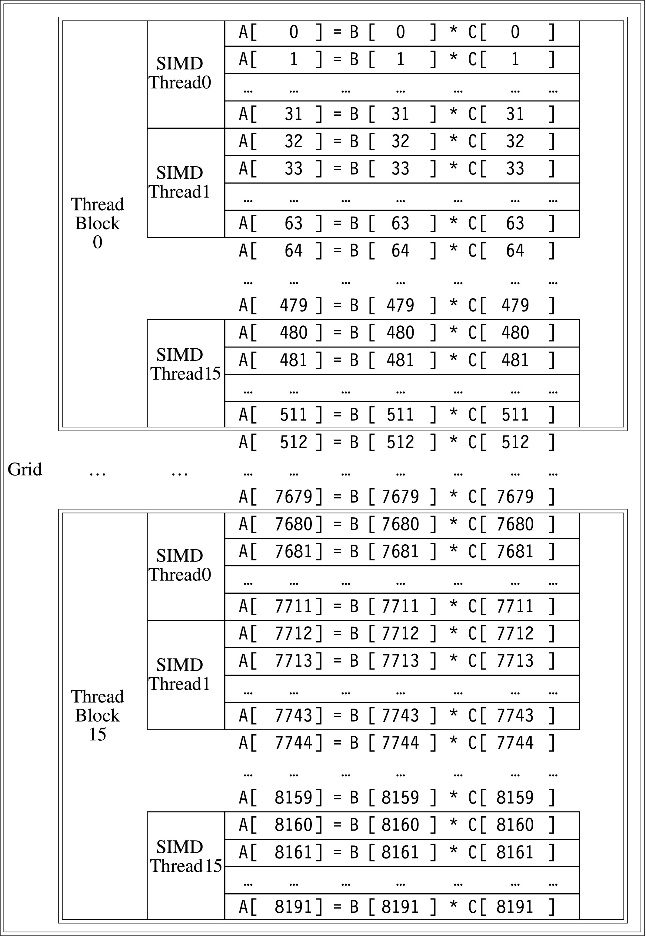 A[ 0 ] = B [ 0 ] * C[ 0 ]
SIMD Thread0 A[ 1 ] = B [ 1 ] * C[ 1 ]
… … … … … …
A[ 31 ] = B [ 31 ] * C[ 31 ]
A[ 32 ] = B [ 32 ] * C[ 32 ]
SIMD Thread1 A[ 33 ] = B [ 33 ] * C[ 33 ]
… … … … … …
Thread Block 0 A[ 63 ] = B [ 63 ] * C[ 63 ]
A[ 64 ] = B [ 64 ] * C[ 64 ]
… … … … … …
A[ 479 ] = B [ 479 ] * C[ 479 ]
A[ 480 ] = B [ 480 ] * C[ 480 ]
SIMD Thread15 A[ 481 ] = B [ 481 ] * C[ 481 ]
… … … … … …
A[ 511 ] = B [ 511 ] * C[ 511 ]
A[ 512 ] = B [ 512 ] * C[ 512 ]
Grid … … … … … … … …
A[ 7679] = B [ 7679 ] * C[ 7679 ]
A[ 7680] = B [ 7680 ] * C[ 7680 ]
SIMD Thread0 A[ 7681] = B [ 7681 ] * C[ 7681 ]
… … … … … …
A[ 7711] = B [ 7711 ] * C[ 7711 ]
A[ 7712] = B [ 7712 ] * C[ 7712 ]
SIMD Thread1 A[ 7713] = B [ 7713 ] * C[ 7713 ]
… … … … … …
Thread Block 15 A[ 7743] = B [ 7743 ] * C[ 7743 ]
A[ 7744] = B [ 7744 ] * C[ 7744 ]
… … … … … …
A[ 8159] = B [ 8159 ] * C[ 8159 ]
A[ 8160] = B [ 8160 ] * C[ 8160 ]
SIMD Thread15 A[ 8161] = B [ 8161 ] * C[ 8161 ]
… … … … … …
A[ 8191] = B [ 8191 ] * C[ 8191 ]